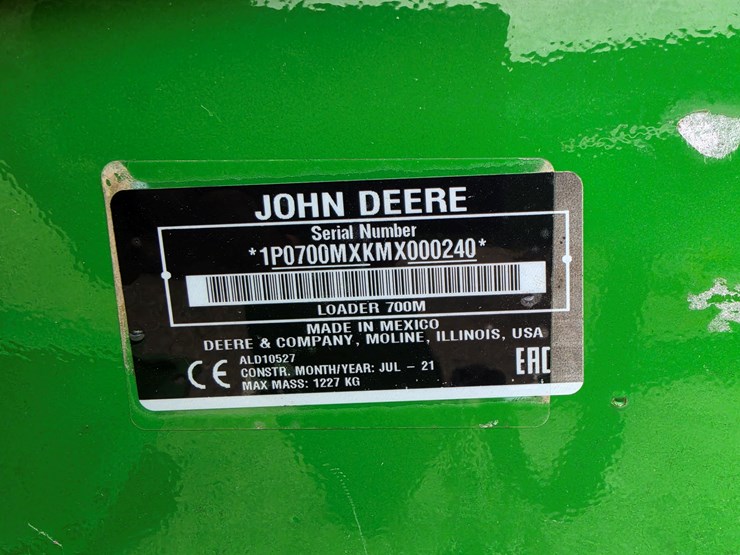 JOHN DEERE
Serial Number
*1P0700MXKMX000240*
LOADER 700M
MADE IN MEXICO
DEERE & COMPANY, MOLINE, ILLINOIS, USA
ALD10527
CE CONSTR. MONTH/YEAR: JUL - 21 EAC
MAX MASS: 1227 KG